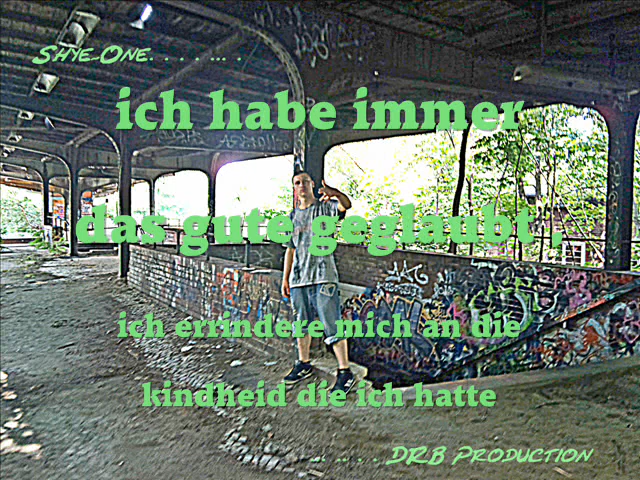 Shye One. . . . ... .
ich habe immer
das gute geglaubt ,
ich errindere mich an die
kindheid die ich hatte
. . . . . DRB Production